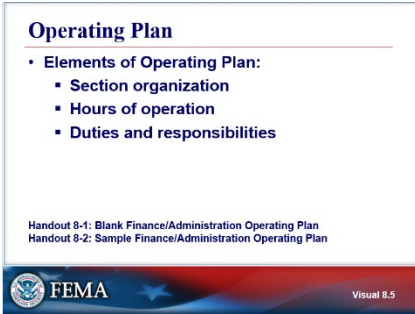 Operating Plan
• Elements of Operating Plan:
▪ Section organization
▪ Hours of operation
▪ Duties and responsibilities
Handout 8-1: Blank Finance/Administration Operating Plan
Handout 8-2: Sample Finance/Administration Operating Plan
FEMA
Visual 8.5